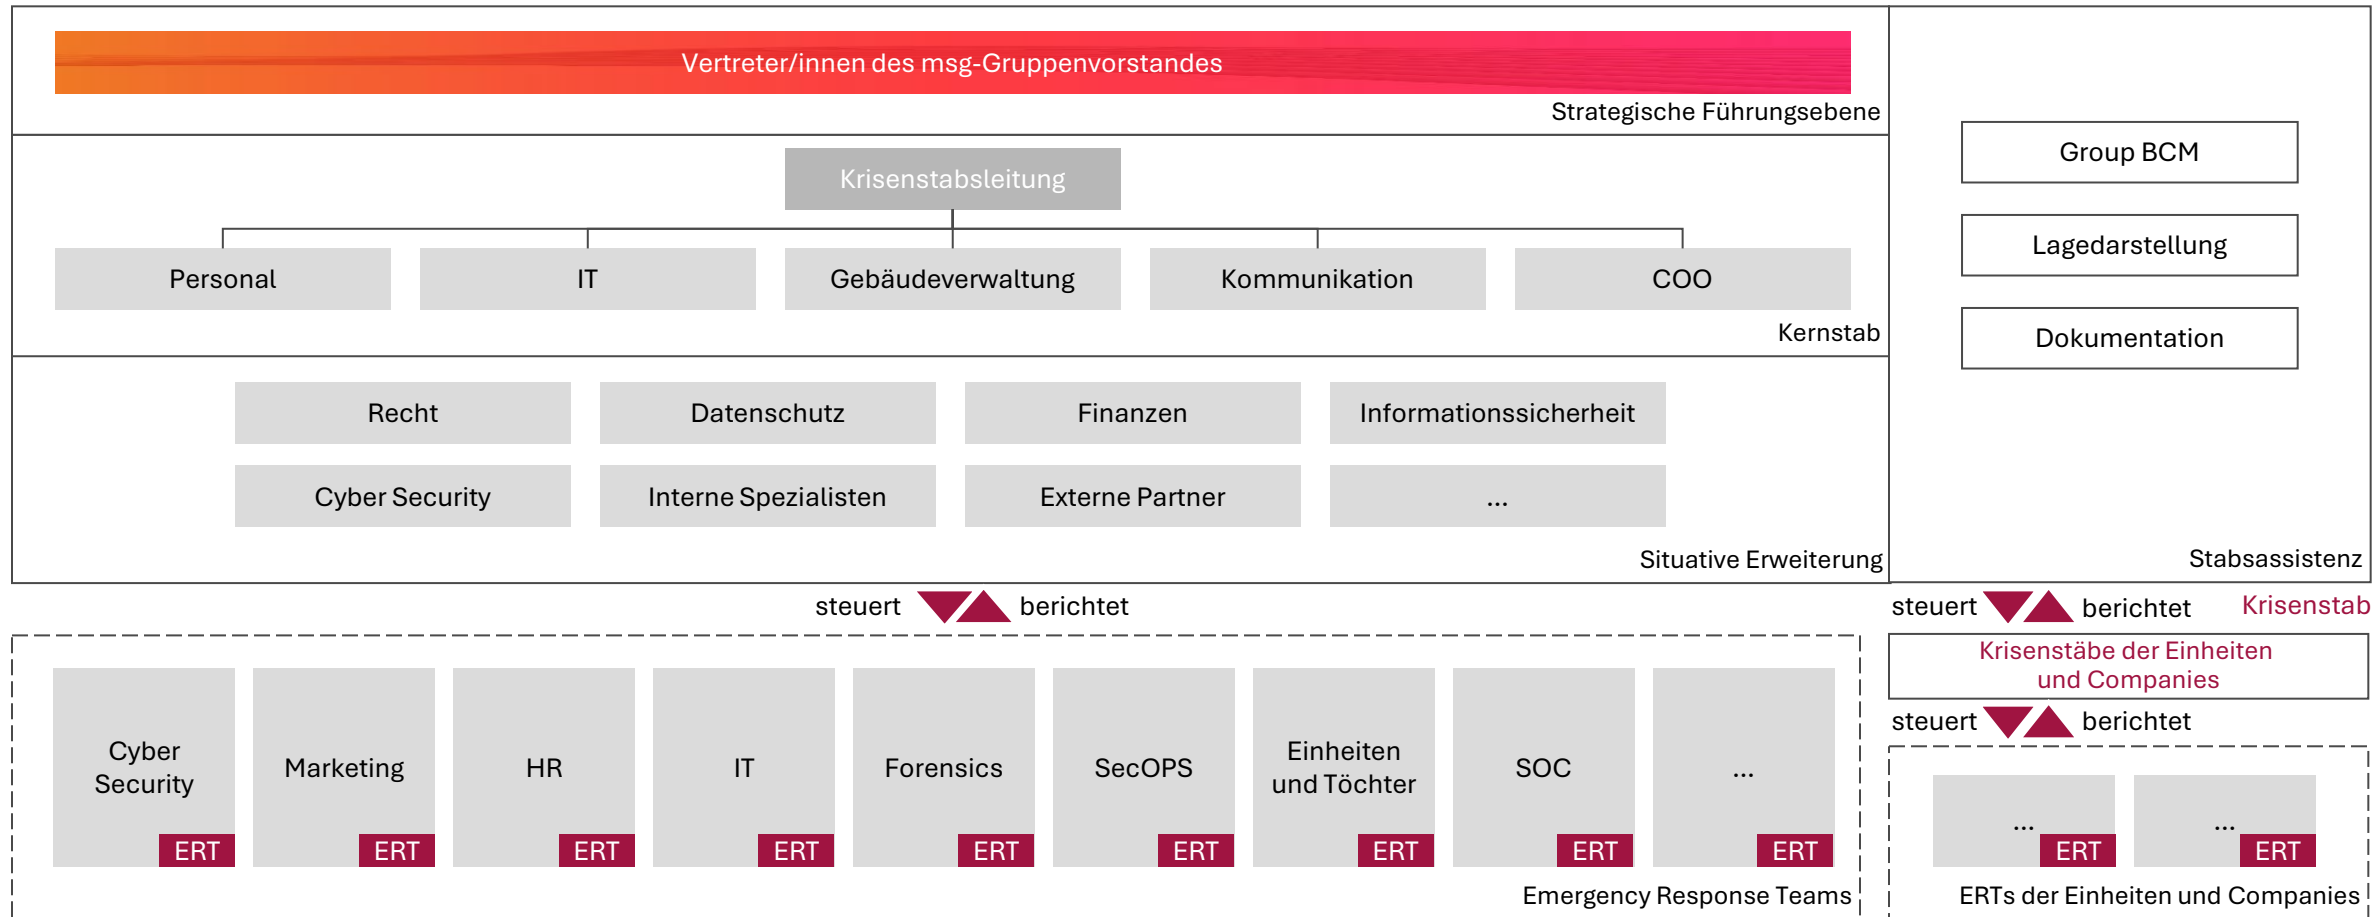 Vertreter/innen des msg-Gruppenvorstandes
Strategische Führungsebene
Krisenstabsleitung
Personal
IT
Gebäudeverwaltung
Kommunikation
COO
Kernstab
Recht
Datenschutz
Finanzen
Informationssicherheit
Cyber Security
Interne Spezialisten
Externe Partner
...
Situative Erweiterung
Group BCM
Lagedarstellung
Dokumentation
Stabsassistenz
steuert
berichtet
steuert
berichtet
Krisenstab
Krisenstäbe der Einheiten
und Companies
steuert
berichtet
Cyber
Security
ERT
Marketing
ERT
HR
ERT
IT
ERT
Forensics
ERT
SecOPS
ERT
Einheiten
und Töchter
ERT
SOC
ERT
...
ERT
Emergency Response Teams
...
ERT
...
ERT
ERTs der Einheiten und Companies